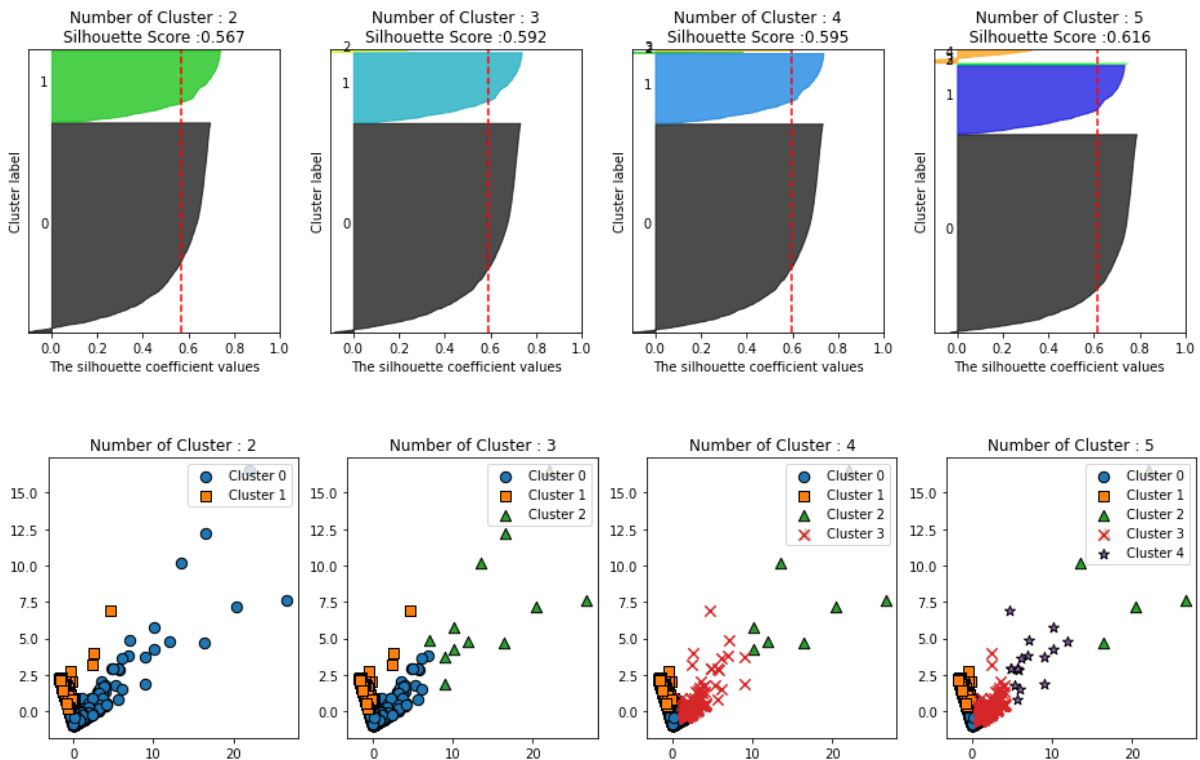 Number of Cluster : 2
Silhouette Score :0.567
Cluster label
1
0
0.0 0.2 0.4 0.6 0.8 1.0
The silhouette coefficient values
Number of Cluster : 3
Silhouette Score :0.592
Cluster label
2
1
0
0.0 0.2 0.4 0.6 0.8 1.0
The silhouette coefficient values
Number of Cluster : 4
Silhouette Score :0.595
Cluster label
1
0
0.0 0.2 0.4 0.6 0.8 1.0
The silhouette coefficient values
Number of Cluster : 5
Silhouette Score :0.616
Cluster label
4
1
0
0.0 0.2 0.4 0.6 0.8 1.0
The silhouette coefficient values
Number of Cluster : 2
Cluster 0
Cluster 1
15.0
12.5
10.0
7.5
5.0
2.5
0.0
0 10 20
Number of Cluster : 3
Cluster 0
Cluster 1
Cluster 2
15.0
12.5
10.0
7.5
5.0
2.5
0.0
0 10 20
Number of Cluster : 4
Cluster 0
Cluster 1
Cluster 2
Cluster 3
15.0
12.5
10.0
7.5
5.0
2.5
0.0
0 10 20
Number of Cluster : 5
Cluster 0
Cluster 1
Cluster 2
Cluster 3
Cluster 4
15.0
12.5
10.0
7.5
5.0
2.5
0.0
0 10 20